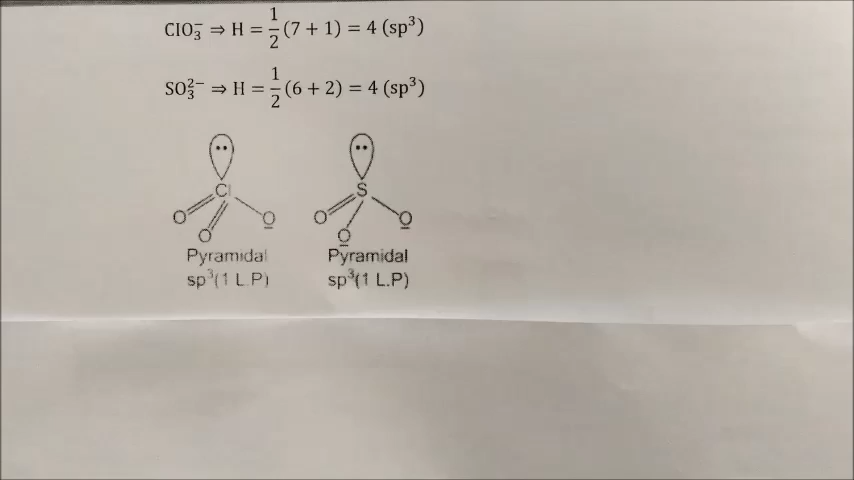 ClO₃⁻ ⇒ H = 1/2 (7 + 1) = 4 (sp³)
SO₃²⁻ ⇒ H = 1/2 (6 + 2) = 4 (sp³)
Cl S
O O O O
O O
Pyramidal Pyramidal
sp³(1 L.P) sp³(1 L.P)